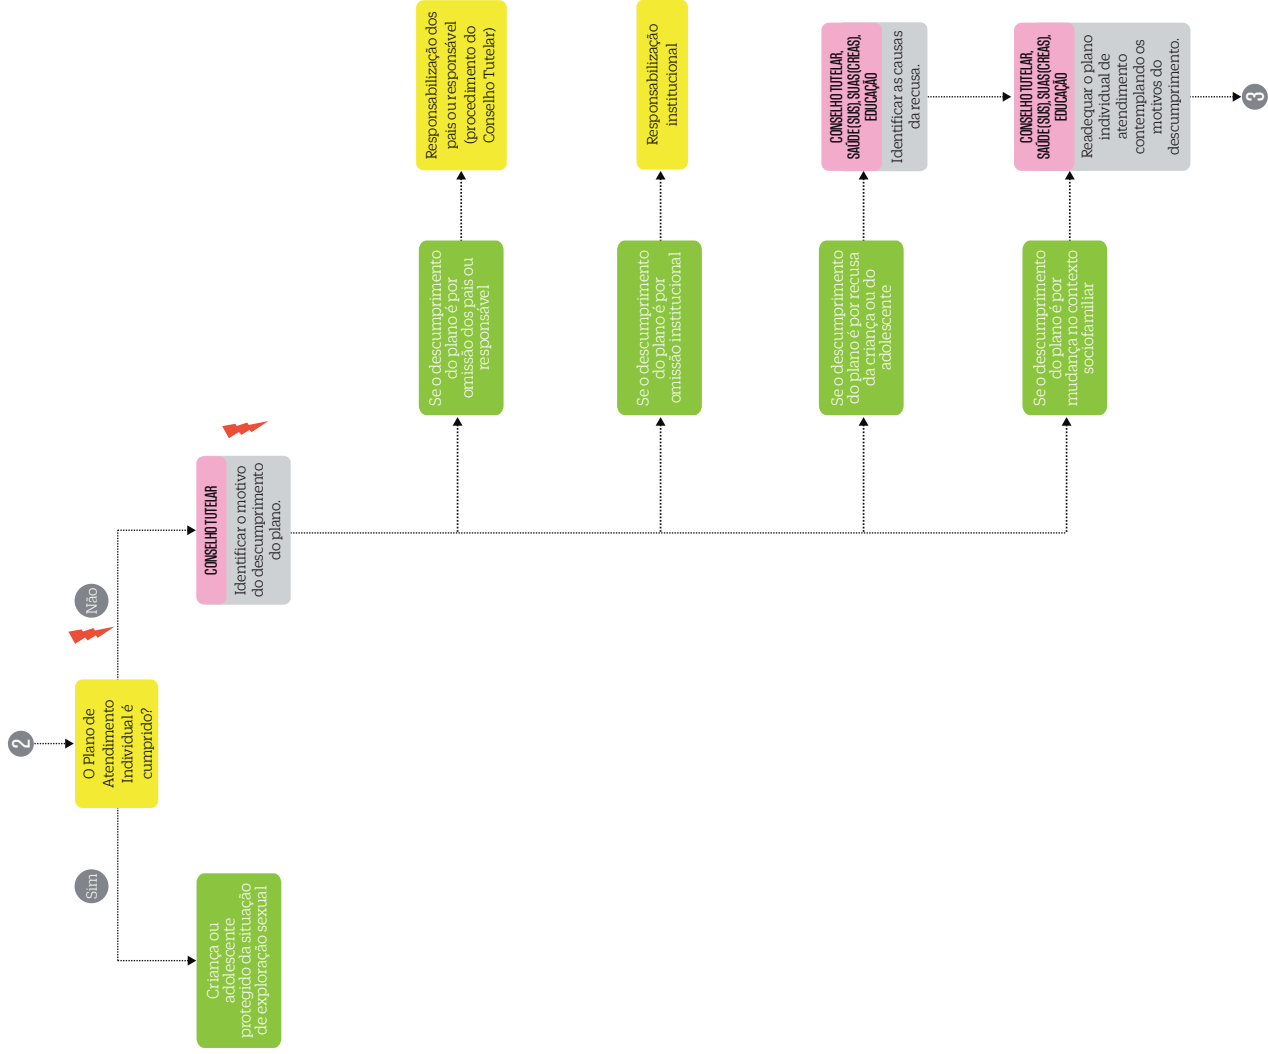 2
O Plano de
Atendimento
Individual é
cumprido?
Sim
Não
Criança ou
adolescente
protegido da situação
de exploração sexual
CONSELHO TUTELAR
Identificar o motivo
do descumprimento
do plano.
Se o descumprimento
do plano é por
omissão dos pais ou
responsável
Responsabilização dos
pais ou responsável
(procedimento do
Conselho Tutelar)
Se o descumprimento
do plano é por
omissão institucional
Responsabilização
institucional
Se o descumprimento
do plano é por recusa
da criança ou do
adolescente
CONSELHO TUTELAR,
SAÚDE (SUS), SUAS (CREAS),
EDUCAÇÃO
Identificar as causas
da recusa.
Se o descumprimento
do plano é por
mudança no contexto
sociofamiliar
CONSELHO TUTELAR,
SAÚDE (SUS), SUAS (CREAS),
EDUCAÇÃO
Readequar o plano
individual de
atendimento
contemplando os
motivos do
descumprimento.
3